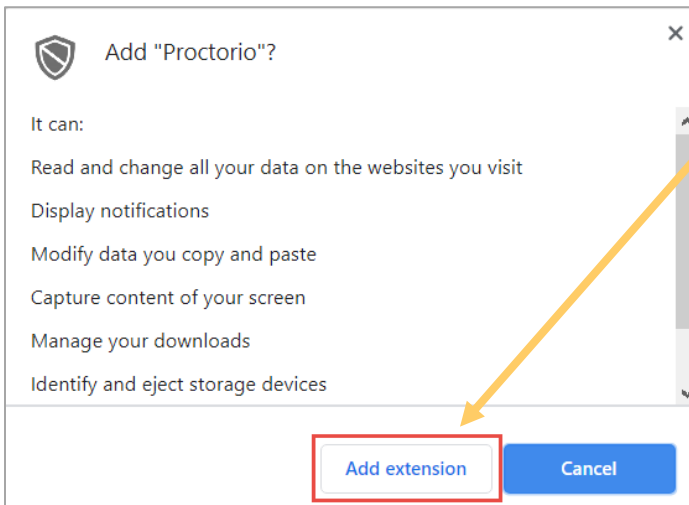 Add "Proctorio"?
It can:
Read and change all your data on the websites you visit
Display notifications
Modify data you copy and paste
Capture content of your screen
Manage your downloads
Identify and eject storage devices
Add extension
Cancel